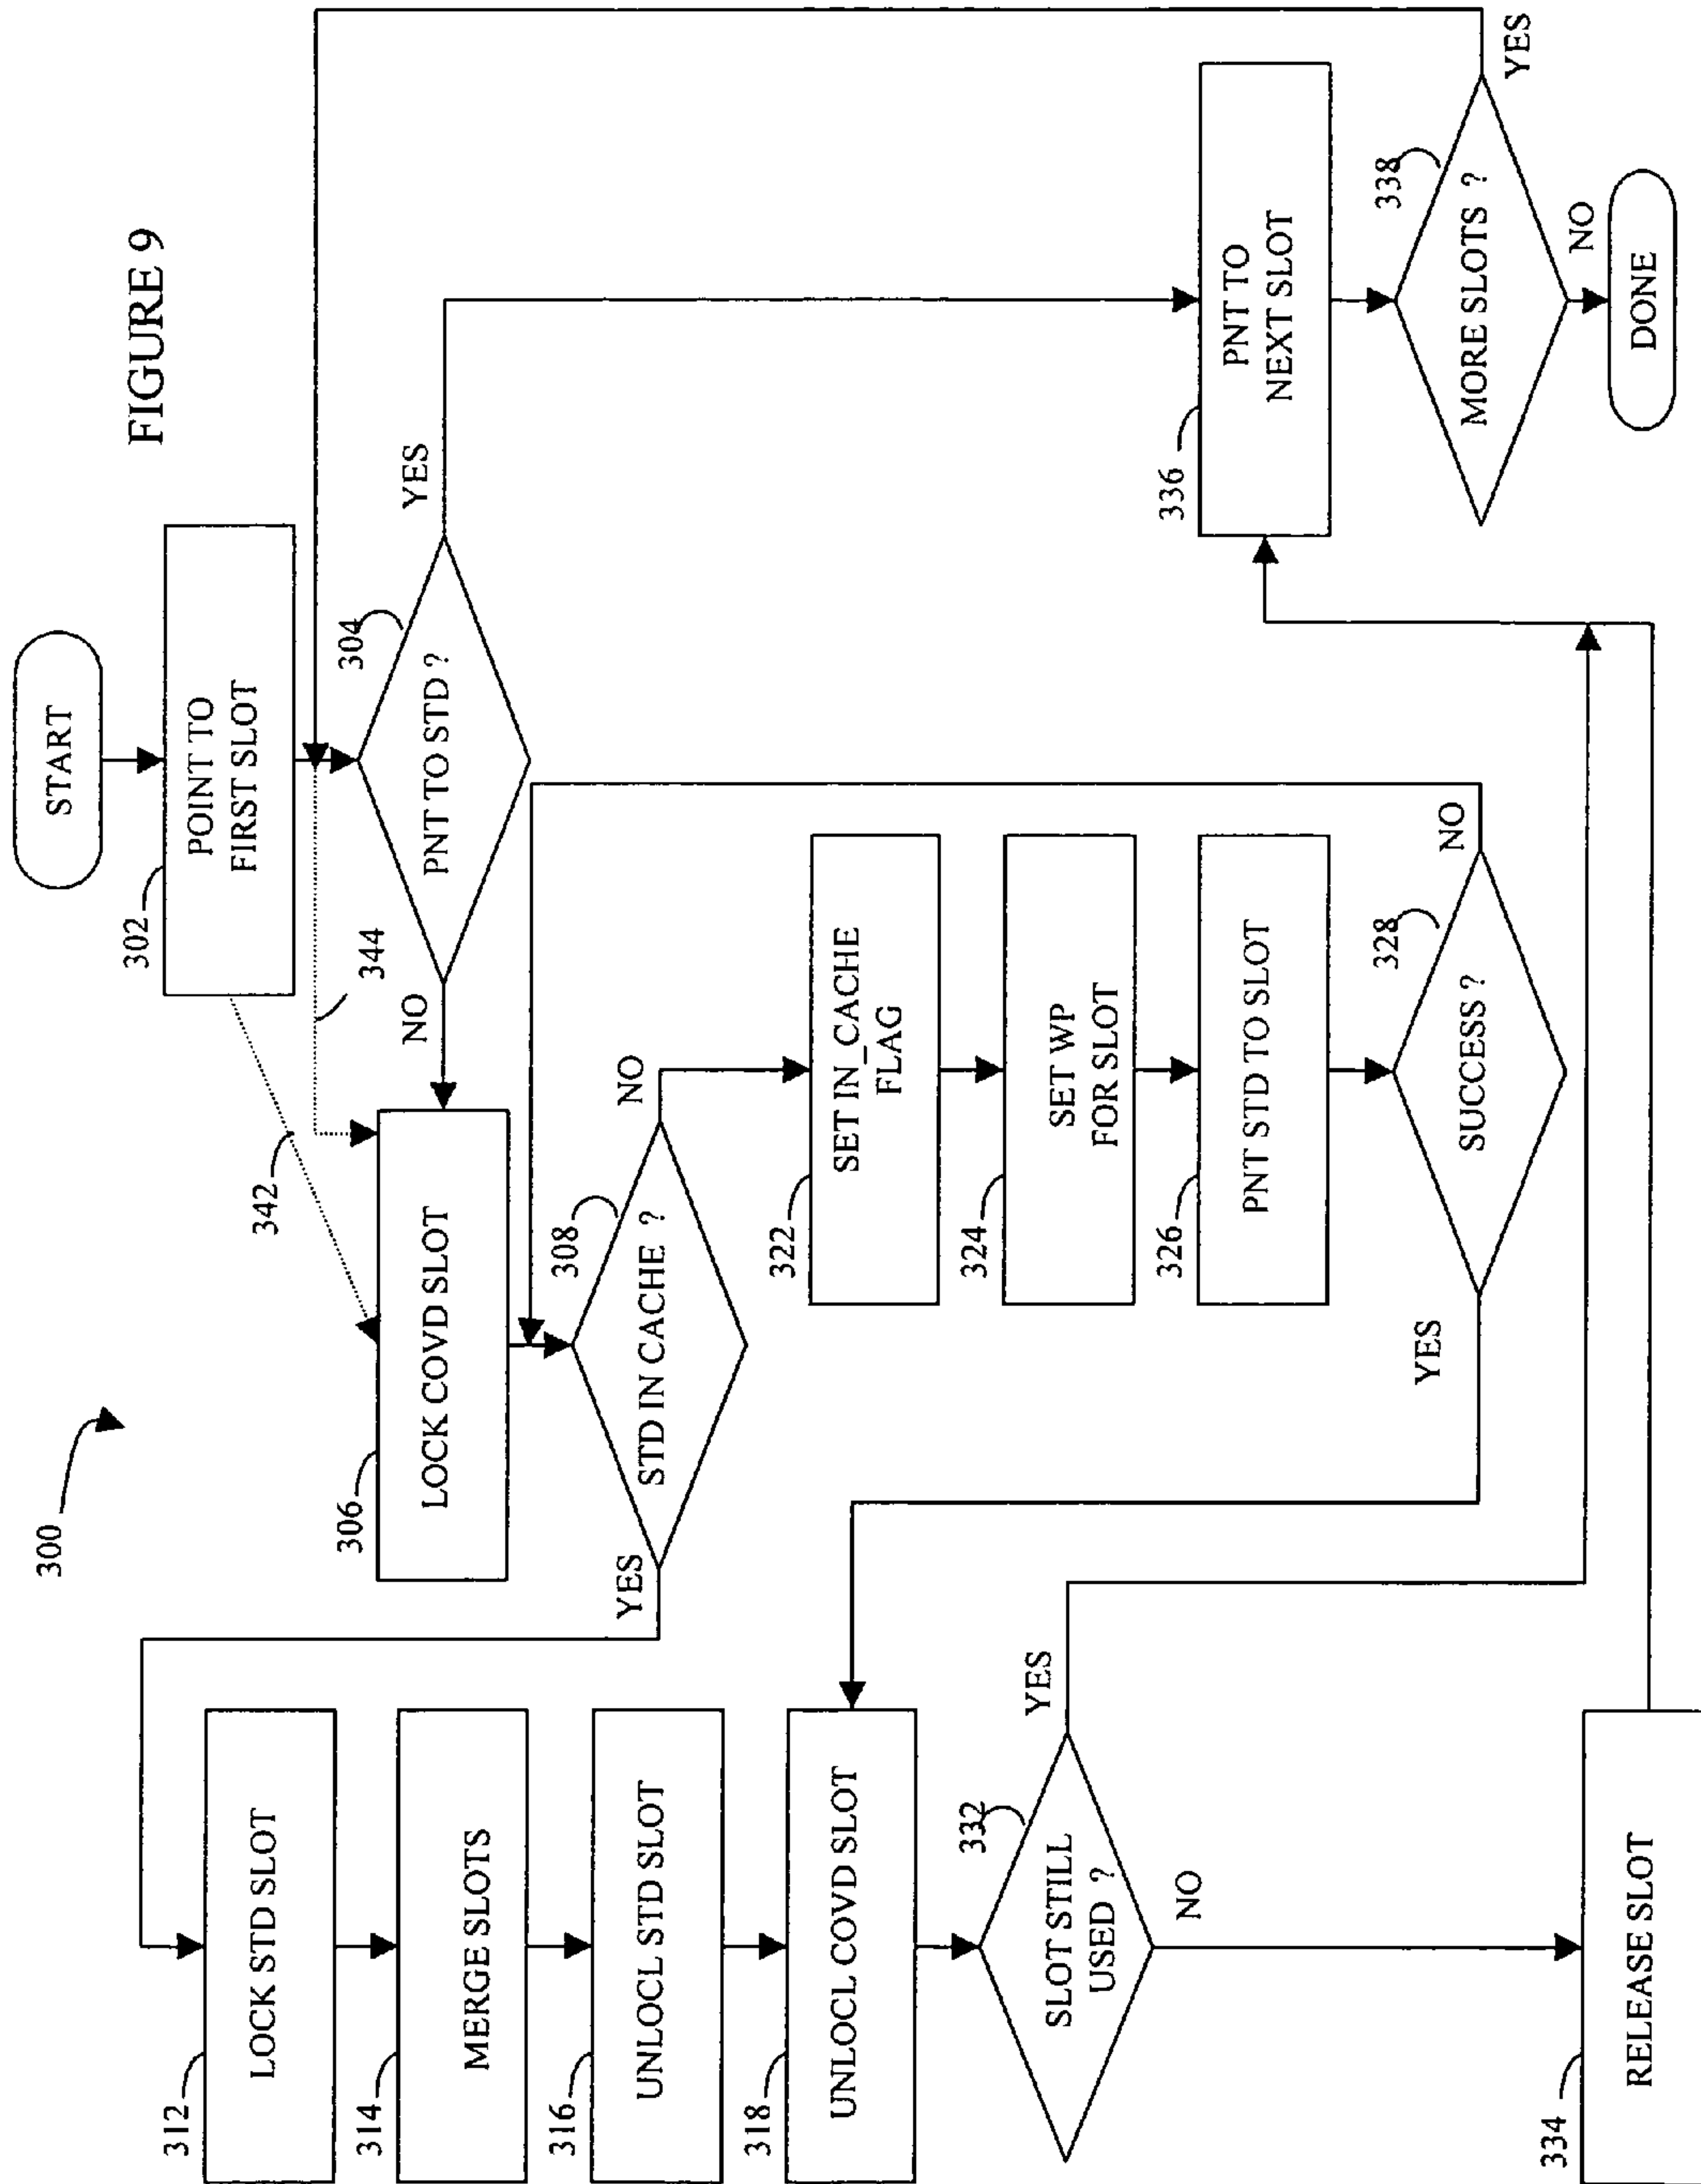 FIGURE 9
300
START
302
POINT TO
FIRST SLOT
342
344
304
PNT TO STD ?
YES
NO
306
LOCK COVD SLOT
308
STD IN CACHE ?
YES
NO
312
LOCK STD SLOT
314
MERGE SLOTS
316
UNLOCL STD SLOT
318
UNLOCL COVD SLOT
322
SET IN_CACHE
FLAG
324
SET WP
FOR SLOT
326
PNT STD TO SLOT
328
SUCCESS ?
YES
NO
332
SLOT STILL
USED ?
YES
NO
334
RELEASE SLOT
336
PNT TO
NEXT SLOT
338
MORE SLOTS ?
YES
NO
DONE